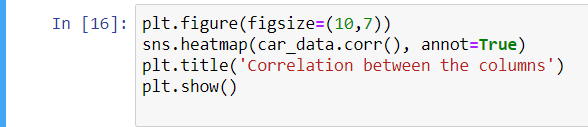 In [16]: plt.figure(figsize=(10,7))
sns.heatmap(car_data.corr(), annot=True)
plt.title('Correlation between the columns')
plt.show()